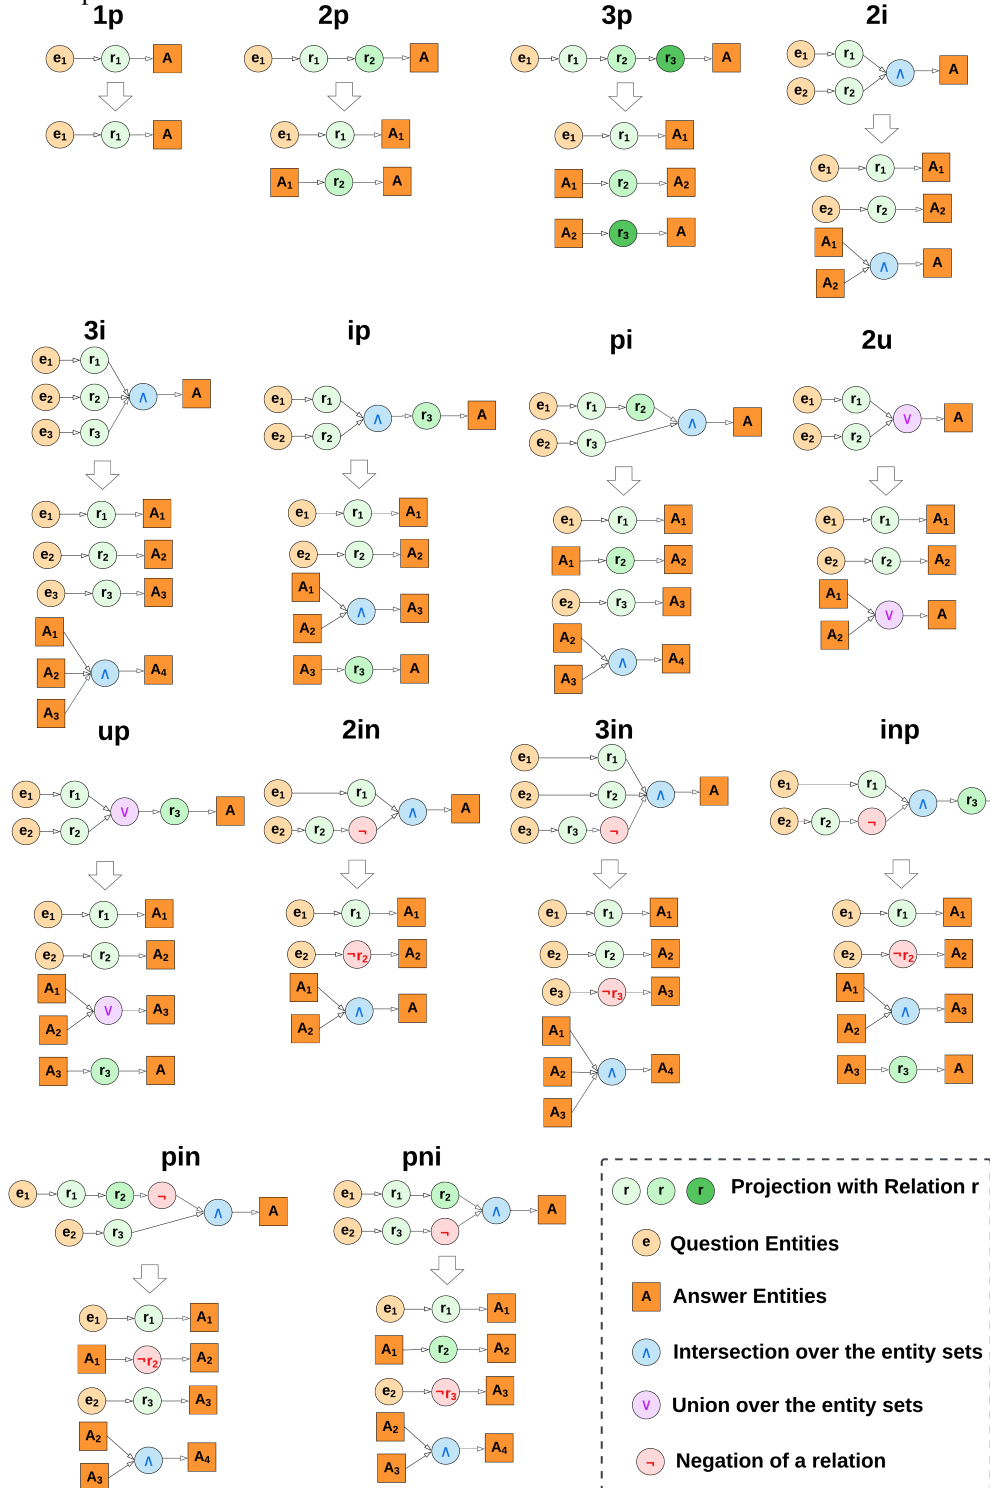 1p 2p 3p 2i
e1 r1 A
e1 r1 r2 A
e1 r1 r2 r3 A
e1 r1
e2 r2 ∧ A
e1 r1 A
e1 r1 A1
A1 r2 A
e1 r1 A1
A1 r2 A2
A2 r3 A
e1 r1 A1
e2 r2 A2
A1
A2 ∧ A
3i ip pi 2u
e1 r1
e2 r2 ∧ A
e3 r3
e1 r1
e2 r2 ∧ r3 A
e1 r1 r2
e2 r3 ∧ A
e1 r1
e2 r2 ∨ A
e1 r1 A1
e2 r2 A2
e3 r3 A3
A1
A2 ∧ A4
A3
e1 r1 A1
e2 r2 A2
A1
A2 ∧ A3
A3 r3 A
e1 r1 A1
A1 r2 A2
e2 r3 A3
A2
A3 ∧ A4
e1 r1 A1
e2 r2 A2
A1
A2 ∨ A
up 2in 3in inp
e1 r1
e2 r2 ∨ r3 A
e1 r1
e2 r2 ¬ ∧ A
e1 r1
e2 r2 ∧ A
e3 r3 ¬
e1 r1
e2 r2 ¬ ∧ r3
e1 r1 A1
e2 r2 A2
A1
A2 ∨ A3
A3 r3 A
e1 r1 A1
e2 ¬r2 A2
A1
A2 ∧ A
e1 r1 A1
e2 r2 A2
e3 ¬r3 A3
A1
A2 ∧ A4
A3
e1 r1 A1
e2 ¬r2 A2
A1
A2 ∧ A3
A3 r3 A
pin pni
e1 r1 r2 ¬
e2 r3 ∧ A
e1 r1 r2
e2 r3 ¬ ∧ A
e1 r1 A1
A1 ¬r2 A2
e2 r3 A3
A2
A3 ∧ A4
e1 r1 A1
A1 r2 A2
e2 ¬r3 A3
A2
A3 ∧ A4
r r r Projection with Relation r
e Question Entities
A Answer Entities
∧ Intersection over the entity sets
∨ Union over the entity sets
¬ Negation of a relation